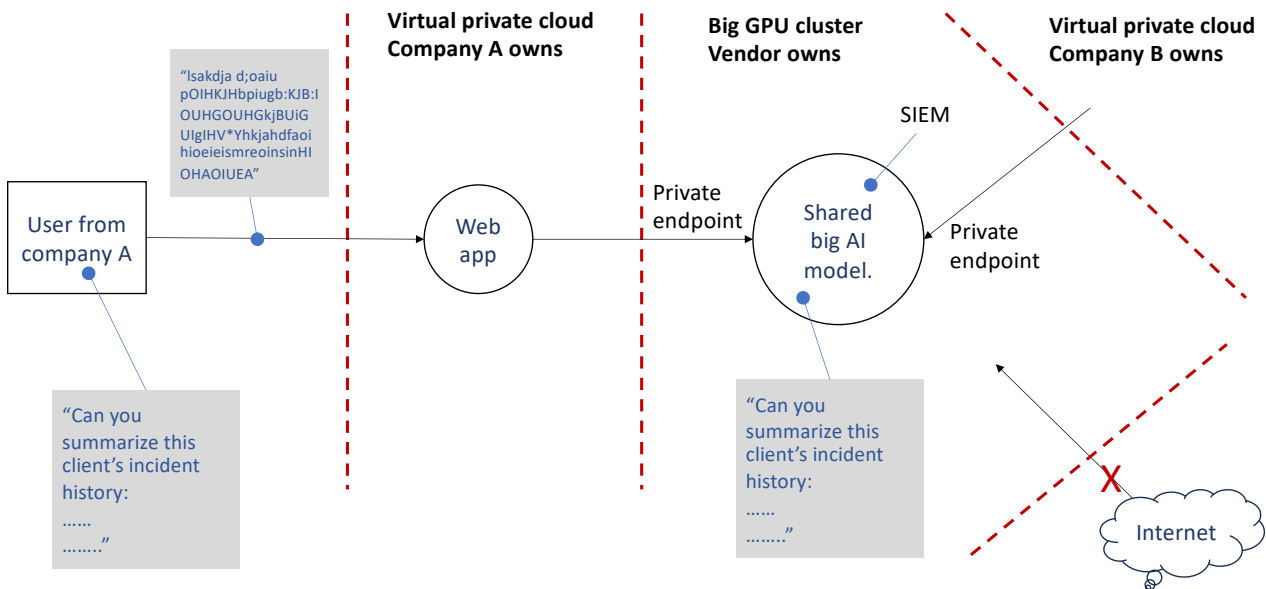 Virtual private cloud
Company A owns
Big GPU cluster
Vendor owns
Virtual private cloud
Company B owns
“lsakdja d;oaiu
pOIHKJHbpiugb:KJB:I
OUHGOUHGkjBUiG
UIgIHV*Yhkjahdfaoi
hioeieismreoinsinHI
OHAOIUEA”
SIEM
User from
company A
Web
app
Private
endpoint
Shared
big AI
model.
Private
endpoint
“Can you
summarize this
client’s incident
history:
......
........”
“Can you
summarize this
client’s incident
history:
......
........”
X
Internet